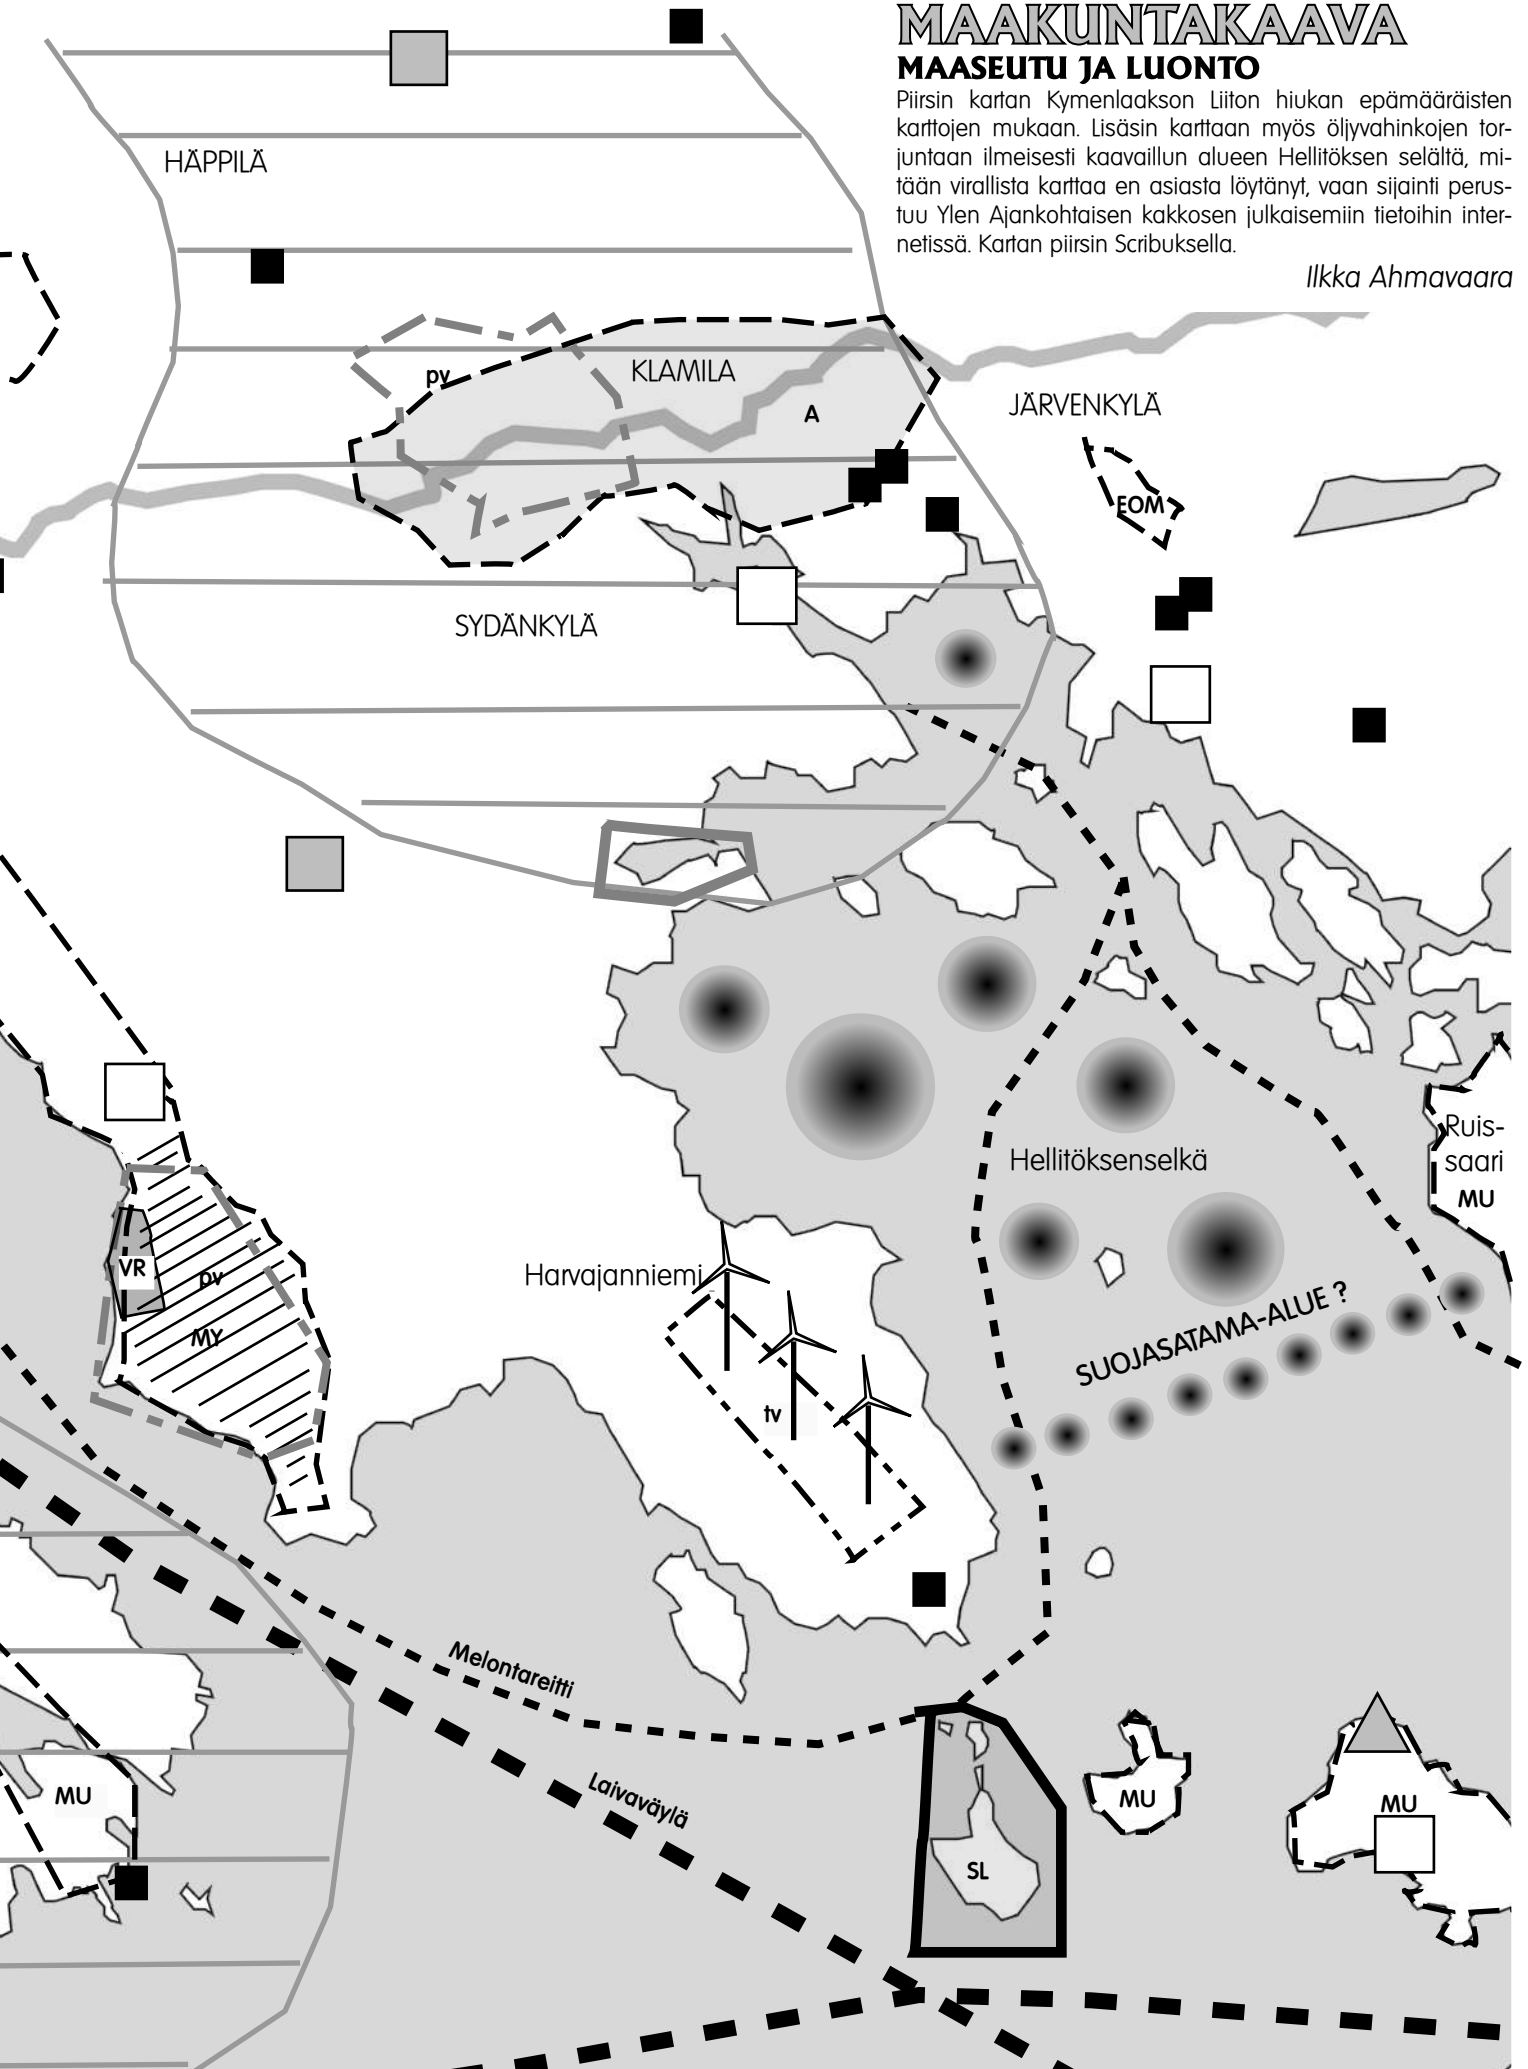 MAAKUNTAKAAVA
MAASEUTU JA LUONTO
Piirsin kartan Kymenlaakson Liiton hiukan epämääräisten
karttojen mukaan. Lisäsin karttaan myös öljyvahinkojen tor-
juntaan ilmeisesti kaavaillun alueen Hellitöksen selältä, mi-
tään virallista karttaa en asiasta löytänyt, vaan sijainti perus-
tuu Ylen Ajankohtaisen kakkosen julkaisemiin tietoihin inter-
netissä. Kartan piirsin Scribuksella.
Ilkka Ahmavaara
HÄPPILÄ
pv
KLAMILA
A
JÄRVENKYLÄ
EOM
SYDÄNKYLÄ
Ruis-
saari
MU
Hellitöksenselkä
VR
pv
MY
Harvajanniemi
SUOJASATAMA-ALUE ?
tv
Melontareitti
Laivaväylä
MU
MU
MU
SL